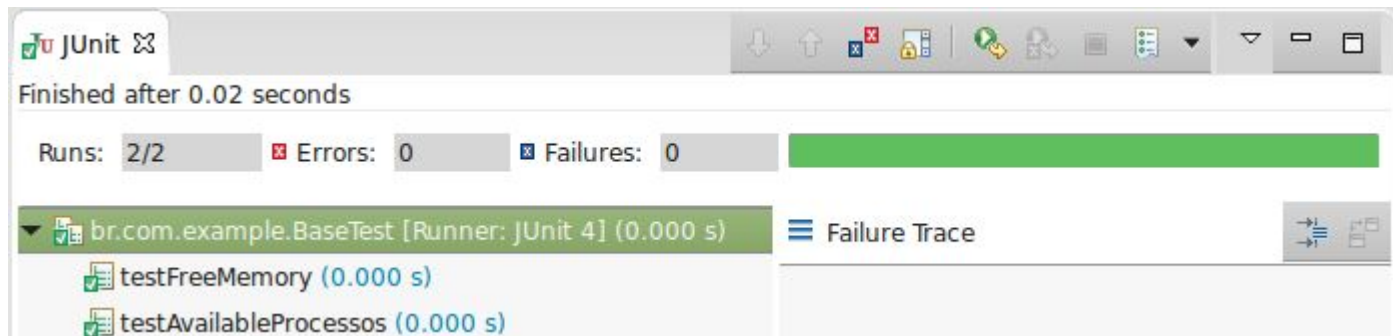 JUnit
Finished after 0.02 seconds
Runs: 2/2 Errors: 0 Failures: 0
br.com.example.BaseTest [Runner: JUnit 4] (0.000 s)
Failure Trace
testFreeMemory (0.000 s)
testAvailableProcessos (0.000 s)